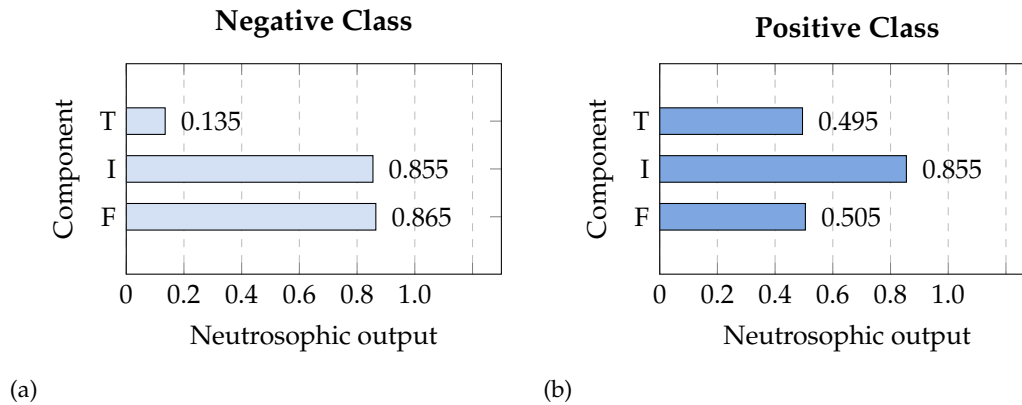 Negative Class
Component
T
0.135
I
0.855
F
0.865
0 0.2 0.4 0.6 0.8 1.0
Neutrosophic output
(a)
Positive Class
Component
T
0.495
I
0.855
F
0.505
0 0.2 0.4 0.6 0.8 1.0
Neutrosophic output
(b)